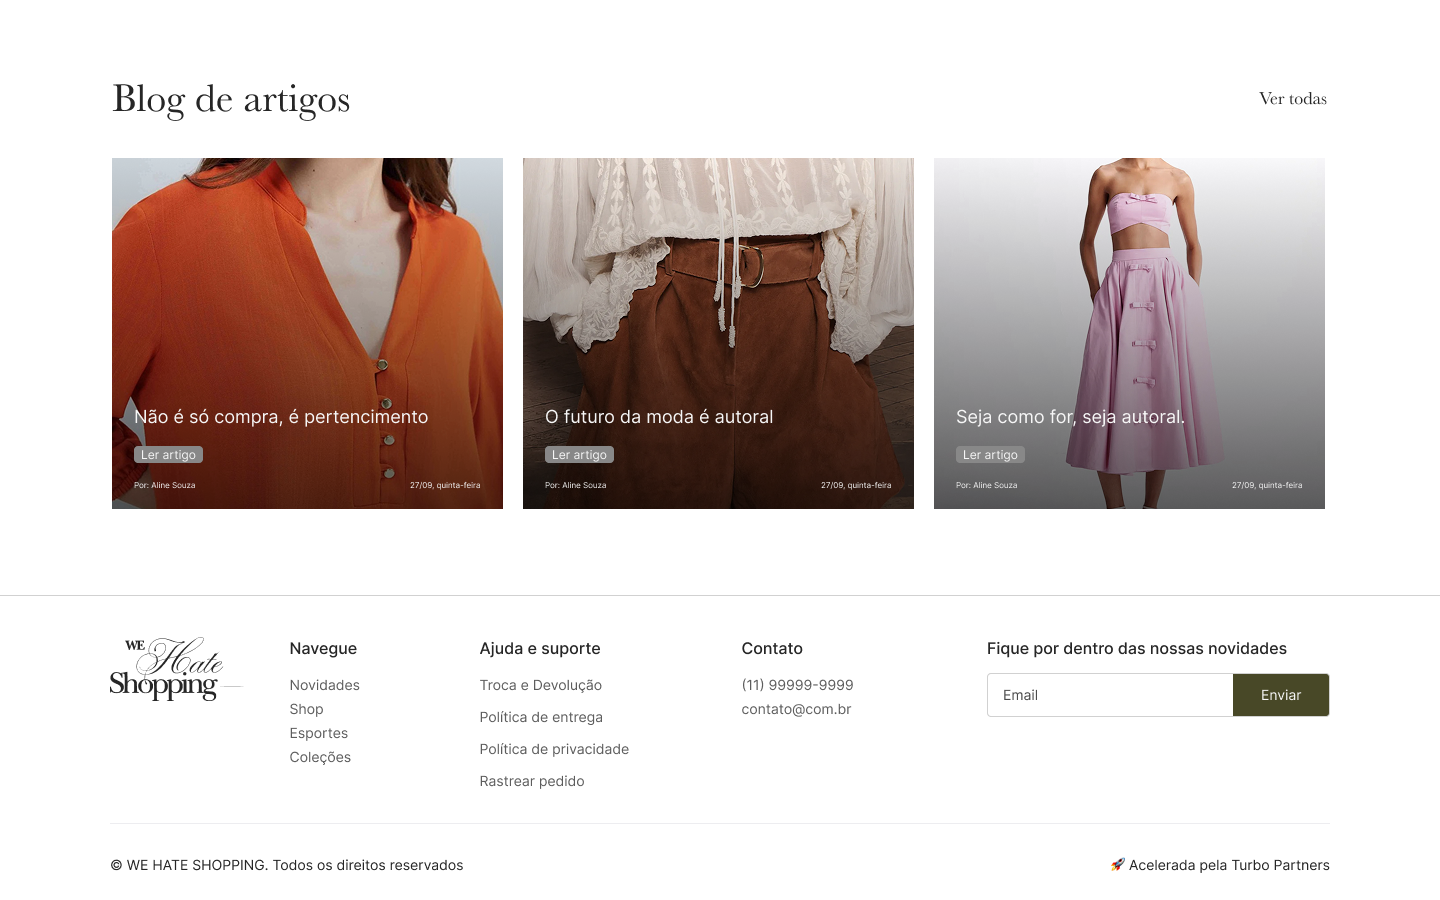 Blog de artigos
Ver todas
Não é só compra, é pertencimento
Ler artigo
Por: Aline Souza
27/09, quinta-feira
O futuro da moda é autoral
Ler artigo
Por: Aline Souza
27/09, quinta-feira
Seja como for, seja autoral.
Ler artigo
Por: Aline Souza
27/09, quinta-feira
WE
Hate
Shopping
Navegue
Novidades
Shop
Esportes
Coleções
Ajuda e suporte
Troca e Devolução
Política de entrega
Política de privacidade
Rastrear pedido
Contato
(11) 99999-9999
contato@com.br
Fique por dentro das nossas novidades
Email
Enviar
© WE HATE SHOPPING. Todos os direitos reservados
🚀 Acelerada pela Turbo Partners